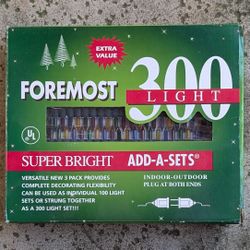 EXTRA
VALUE
FOREMOST
300
LIGHT
UL
SUPER BRIGHT ADD-A-SETS®
VERSATILE NEW 3 PACK PROVIDES
COMPLETE DECORATING FLEXIBILITY
CAN BE USED AS INDIVIDUAL 100 LIGHT
SETS OR STRUNG TOGETHER
AS A 300 LIGHT SET!!!
INDOOR-OUTDOOR
PLUG AT BOTH ENDS